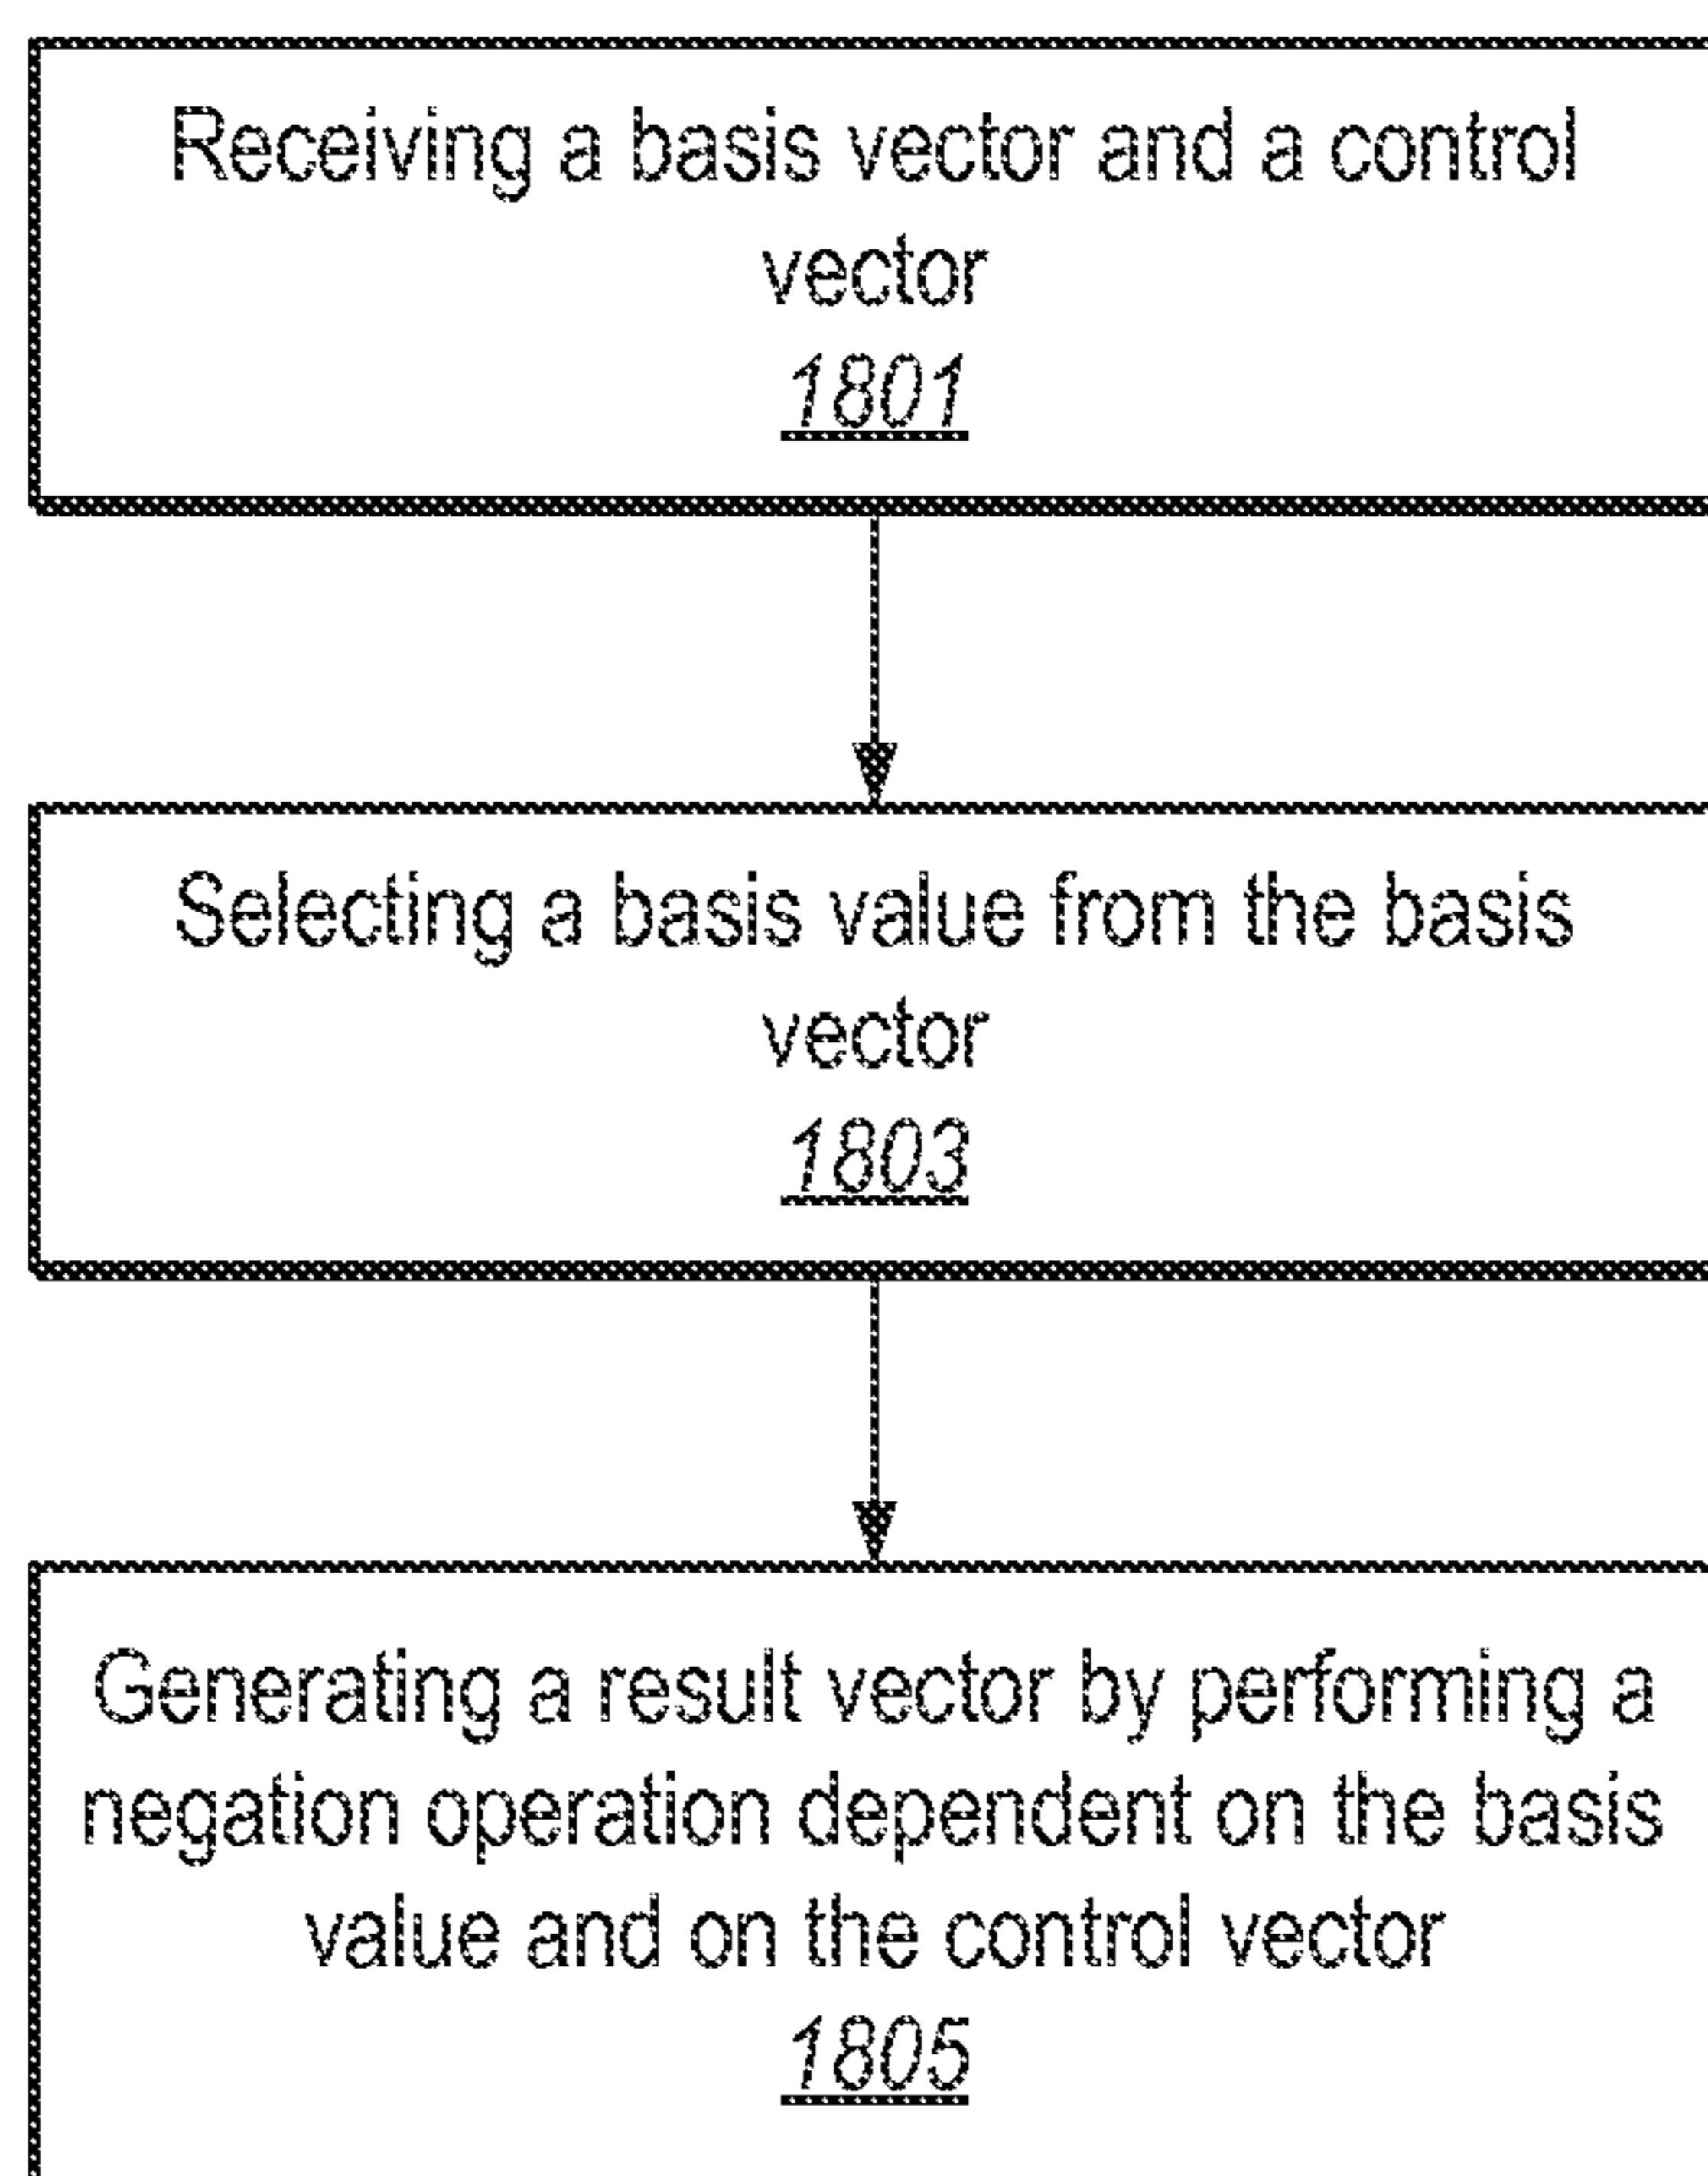 Receiving a basis vector and a control
vector
1801
Selecting a basis value from the basis
vector
1803
Generating a result vector by performing a
negation operation dependent on the basis
value and on the control vector
1805